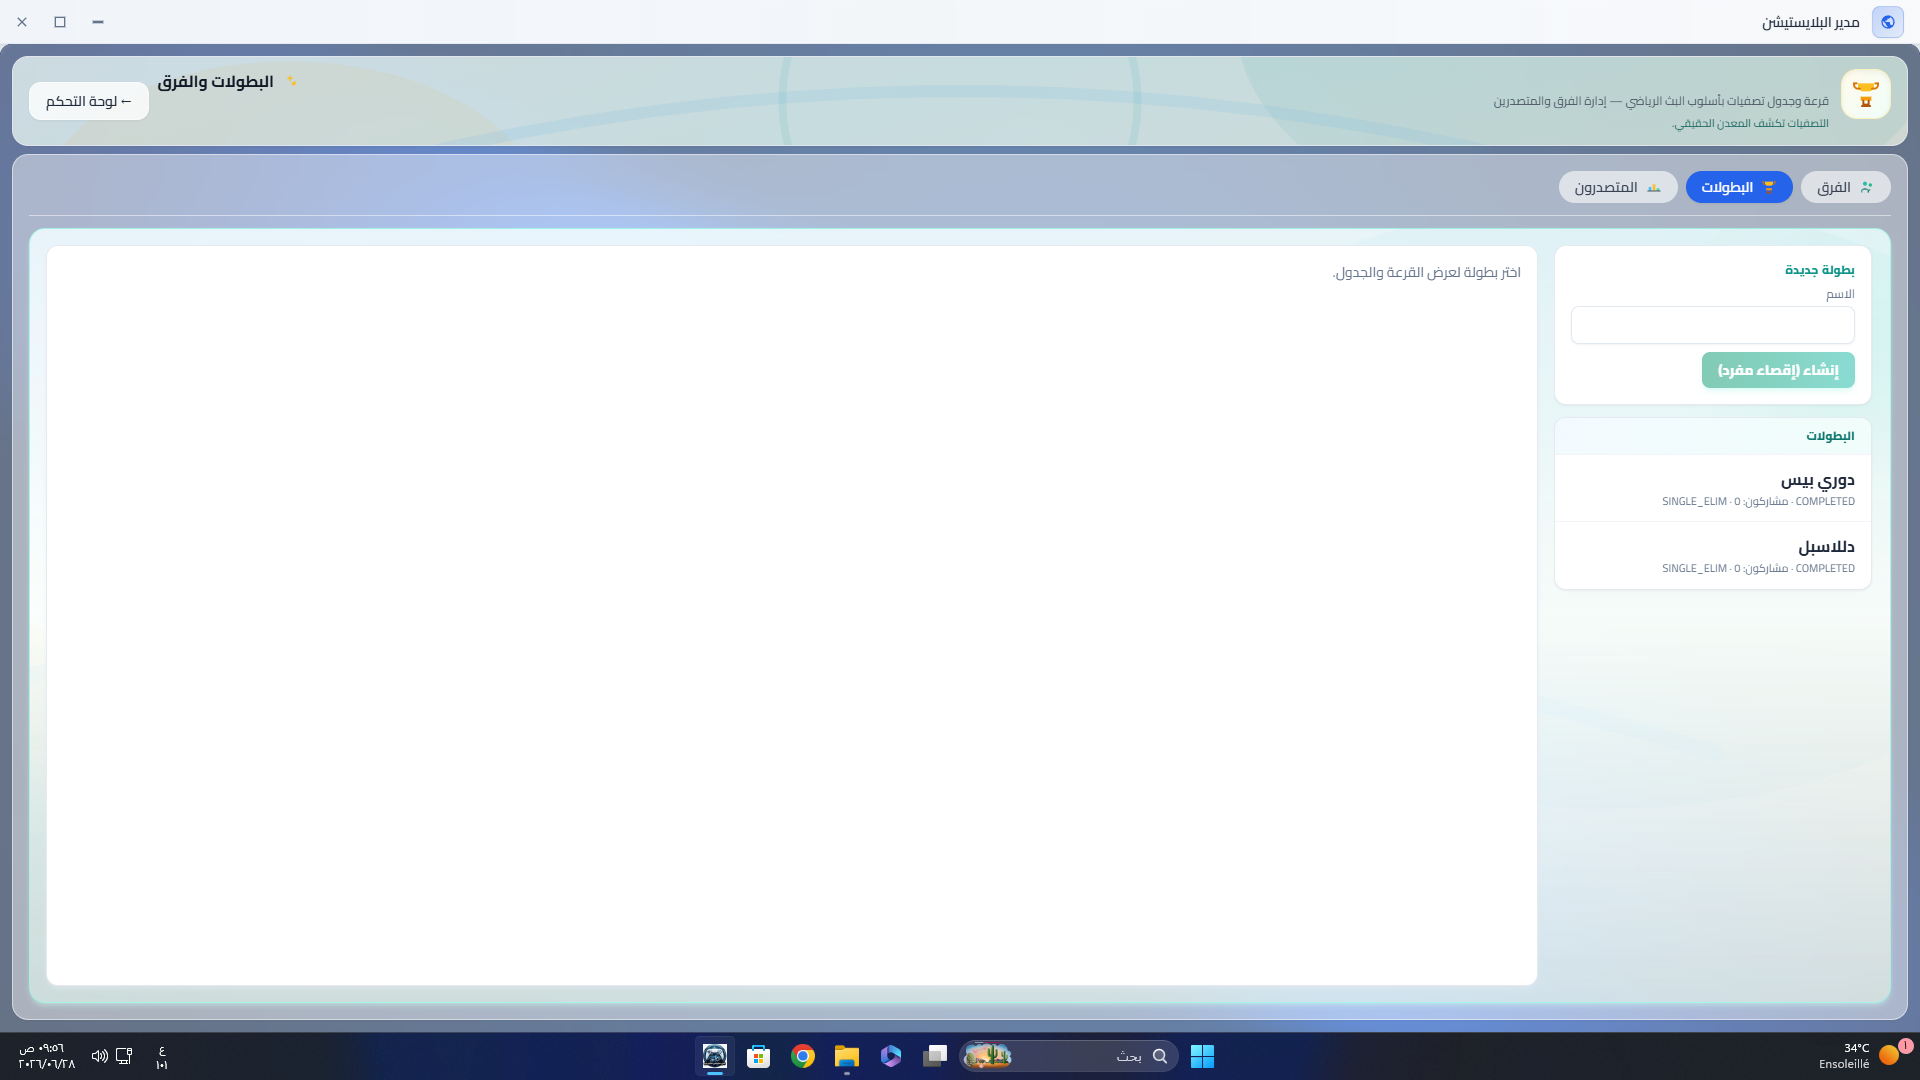 مدير البلايستيشن
البطولات والفرق
قرعة وجدول تصفيات بأسلوب البث الرياضي — إدارة الفرق والمتصدرين
التصفيات تكشف المعدن الحقيقي.
← لوحة التحكم
الفرق
البطولات
المتصدرون
بطولة جديدة
الاسم
إنشاء (إقصاء مفرد)
البطولات
دوري بيس
COMPLETED · مشاركون: 0 · SINGLE_ELIM
دللاسبل
COMPLETED · مشاركون: 0 · SINGLE_ELIM
اختر بطولة لعرض القرعة والجدول.
١
34°C
Ensoleillé
بحث
ع
١٠١
٠٩:٥٦ ص
٢٠٢٦/٠٦/٢٨